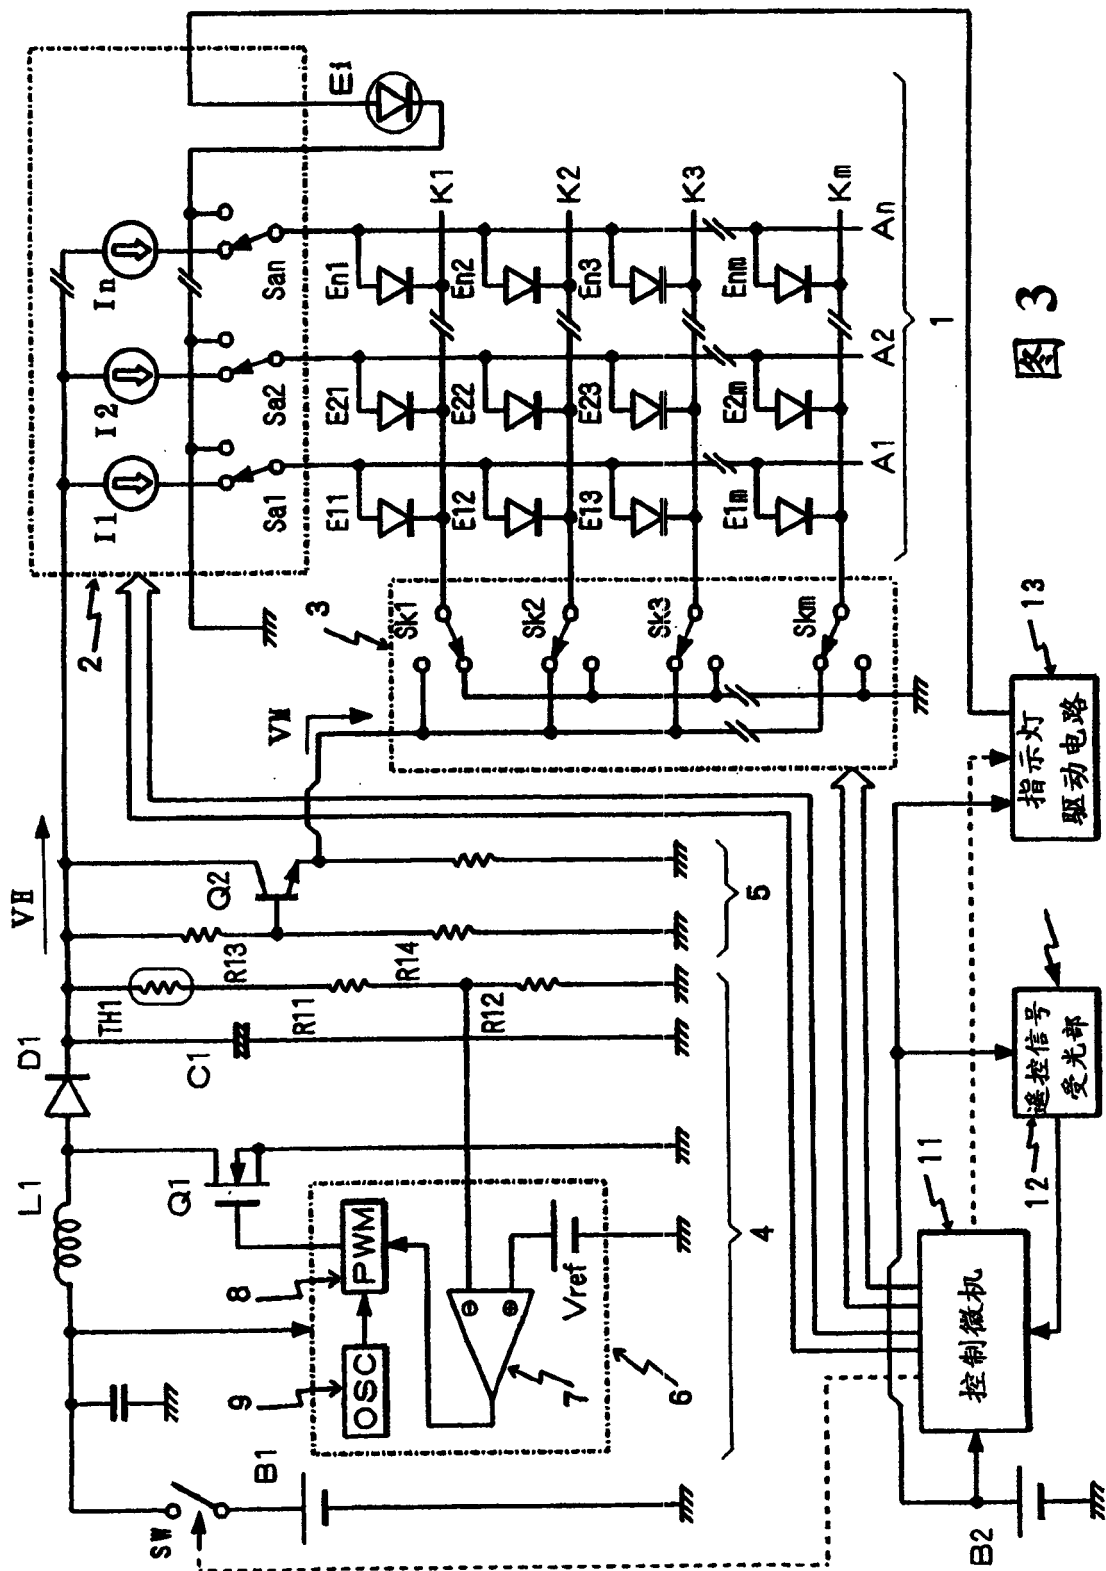 VH
2
I1
I2
In
Sa1
Sa2
San
Ei
L1
D1
TH1
R13
Q2
VM
3
Q1
C1
R11
R14
R12
E11
E21
En1
K1
E12
E22
En2
K2
E13
E23
En3
K3
E1m
E2m
Enm
Km
A1
A2
An
1
Sk1
Sk2
Sk3
Skm
SW
B1
9
8
OSC
PWM
Vref
7
6
4
5
B2
控制微机
11
12
遥控信号
受光部
指示灯
驱动电路
13
图 3